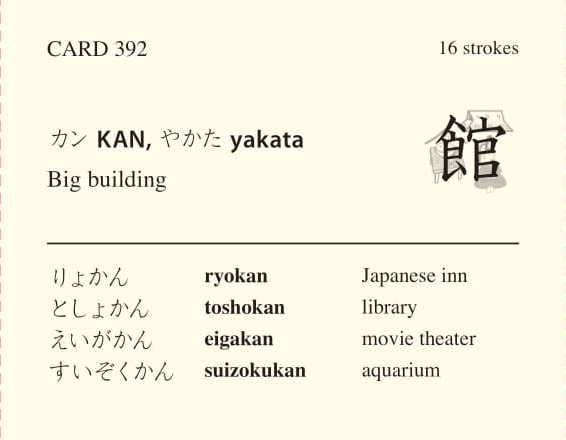 CARD 392 16 strokes
カン KAN, やかた yakata
館
Big building
りょかん ryokan Japanese inn
としょかん toshokan library
えいがかん eigakan movie theater
すいぞくかん suizokukan aquarium